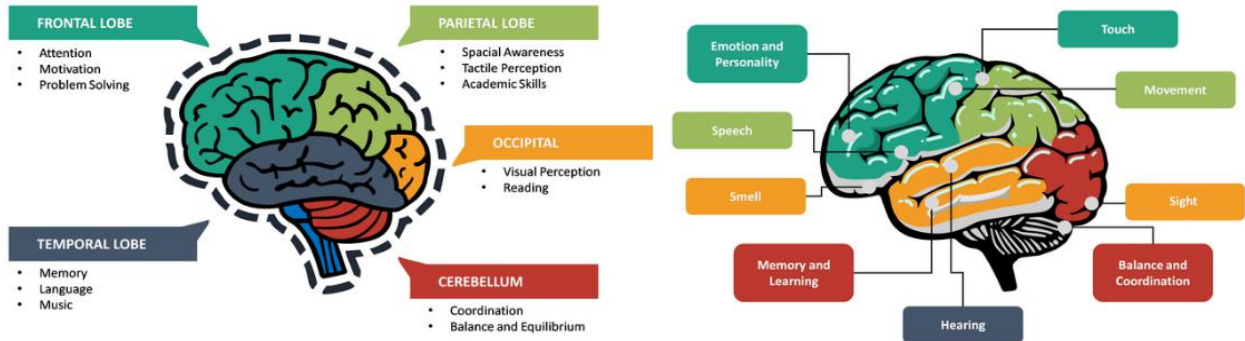 FRONTAL LOBE
• Attention
• Motivation
• Problem Solving
PARIETAL LOBE
• Spacial Awareness
• Tactile Perception
• Academic Skills
OCCIPITAL
• Visual Perception
• Reading
TEMPORAL LOBE
• Memory
• Language
• Music
CEREBELLUM
• Coordination
• Balance and Equilibrium
Emotion and
Personality
Touch
Movement
Speech
Smell
Sight
Memory and
Learning
Balance and
Coordination
Hearing